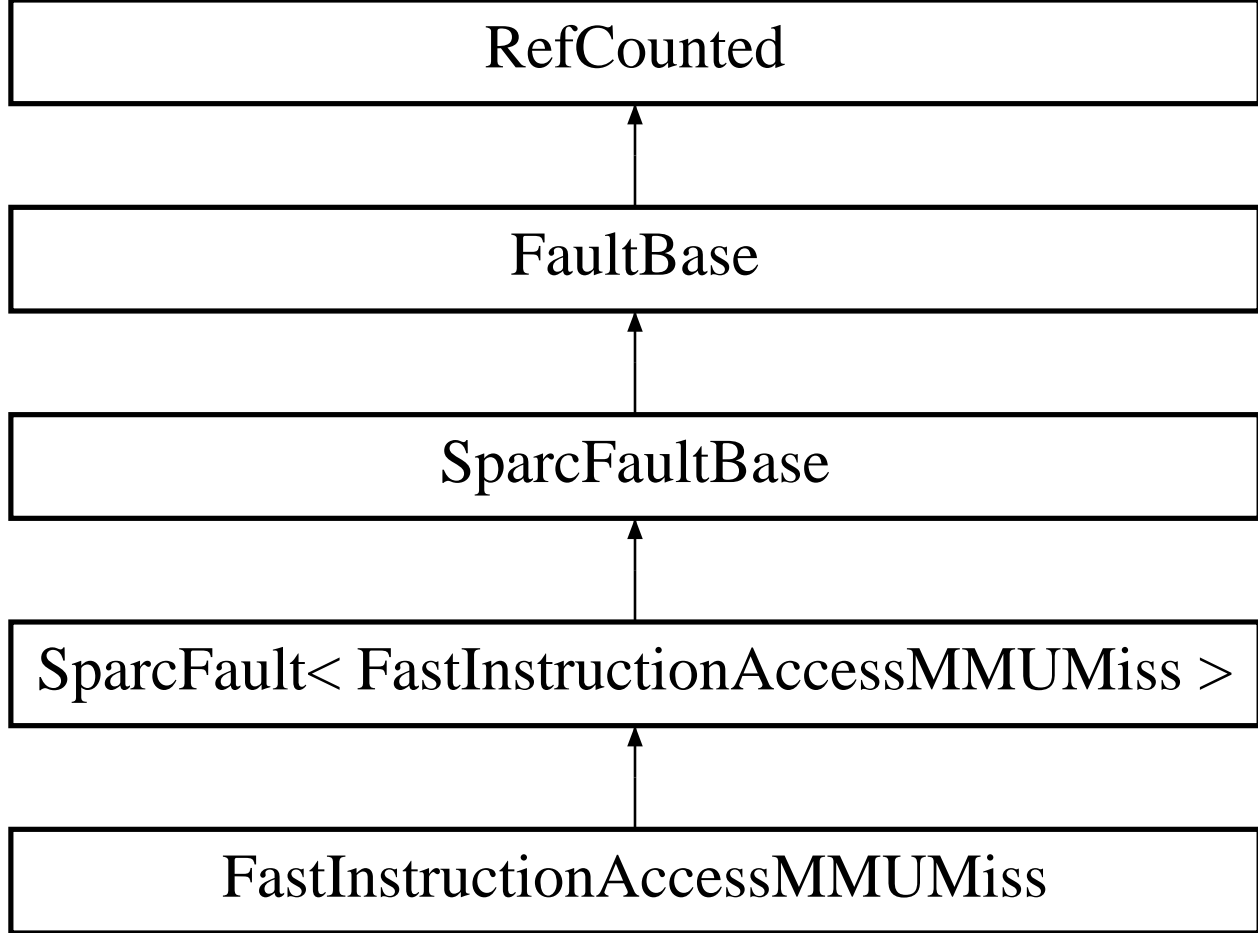 RefCounted
FaultBase
SparcFaultBase
SparcFault< FastInstructionAccessMMUMiss >
FastInstructionAccessMMUMiss